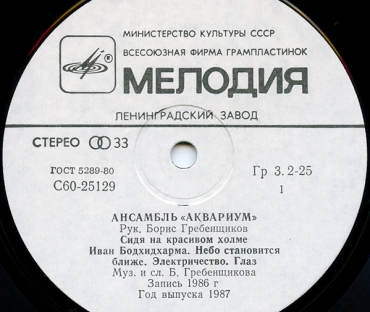 МИНИСТЕРСТВО КУЛЬТУРЫ СССР
ВСЕСОЮЗНАЯ ФИРМА ГРАМПЛАСТИНОК
® МЕЛОДИЯ
ЛЕНИНГРАДСКИЙ ЗАВОД
СТЕРЕО 33
ГОСТ 5289-80
Гр 3. 2-25
С60-25129
1
АНСАМБЛЬ «АКВАРИУМ»
Рук. Борис Гребенщиков
Сидя на красивом холме
Иван Бодхидхарма. Небо становится
ближе. Электричество. Глаз
Муз. и сл. Б. Гребенщикова
Запись 1986 г
Год выпуска 1987